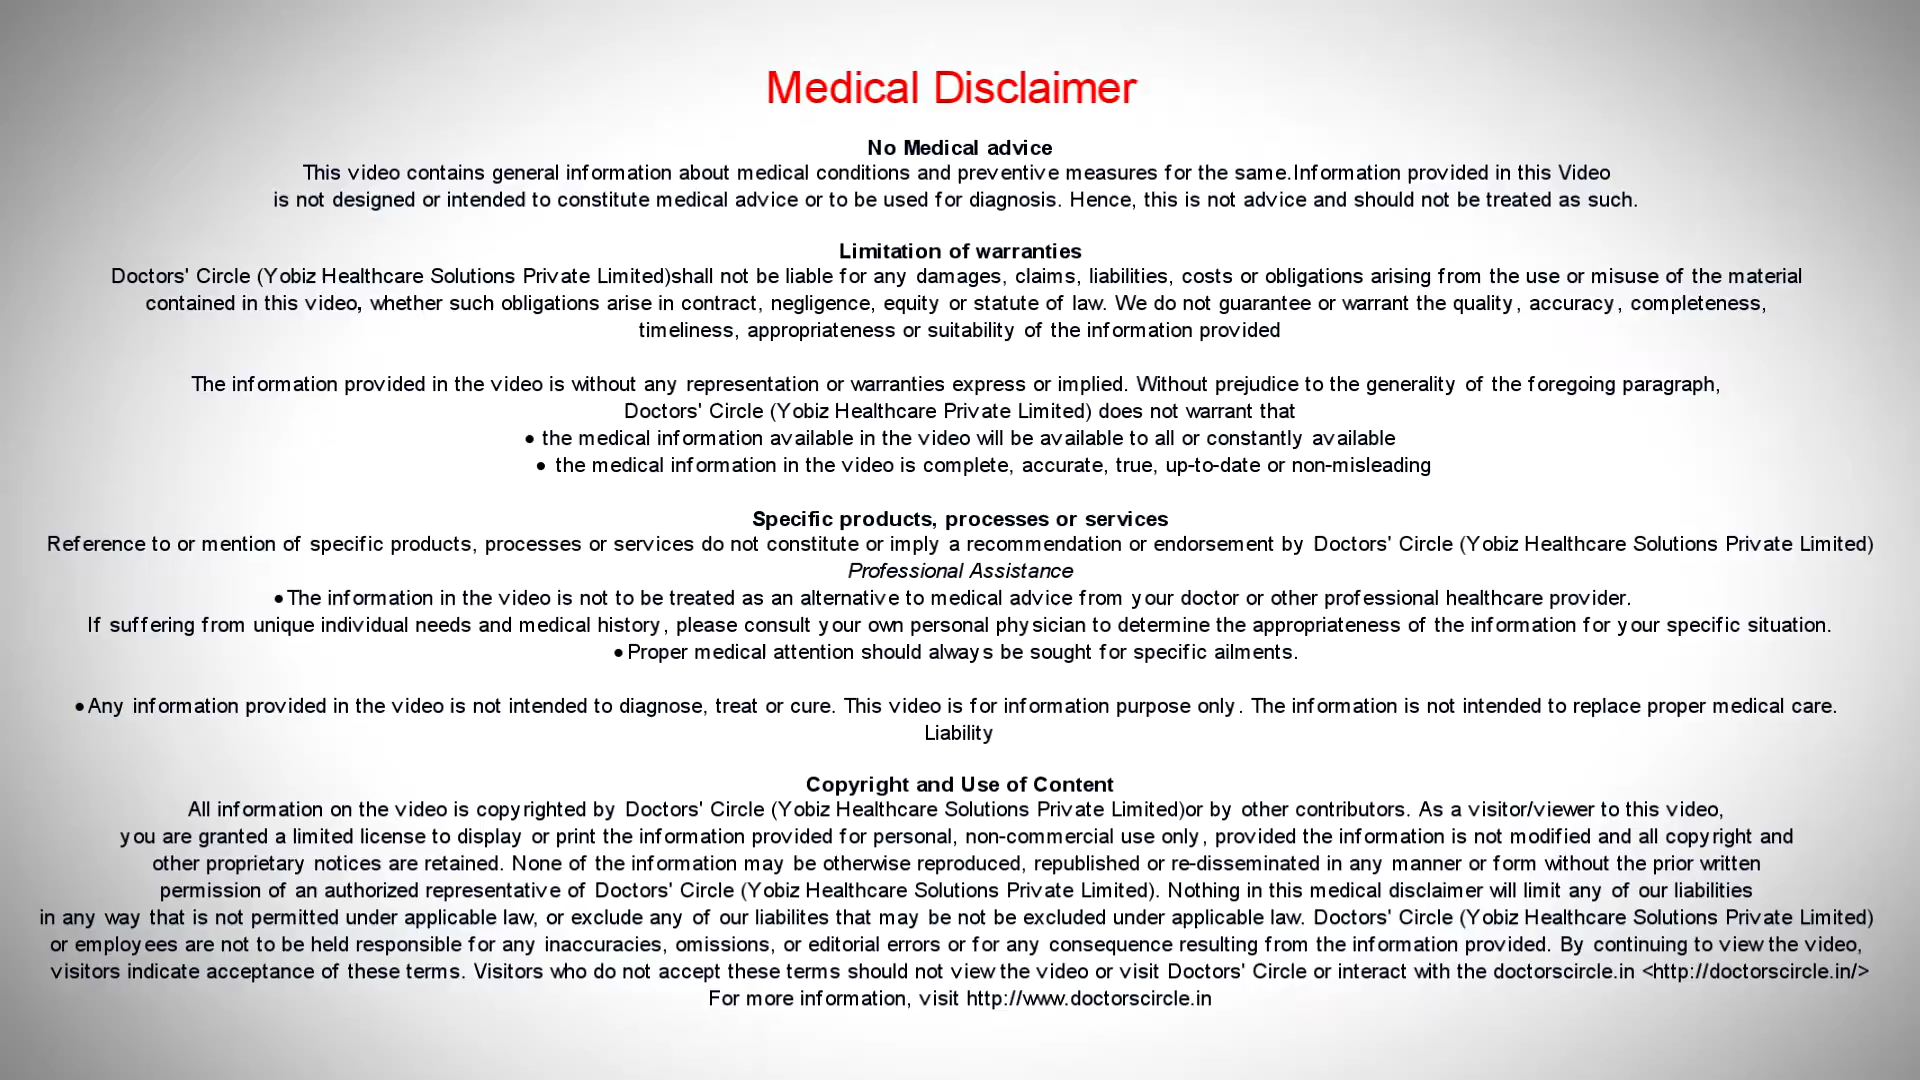 Medical Disclaimer
No Medical advice
This video contains general information about medical conditions and preventive measures for the same.Information provided in this Video
is not designed or intended to constitute medical advice or to be used for diagnosis. Hence, this is not advice and should not be treated as such.
Limitation of warranties
Doctors' Circle (Yobiz Healthcare Solutions Private Limited)shall not be liable for any damages, claims, liabilities, costs or obligations arising from the use or misuse of the material
contained in this video, whether such obligations arise in contract, negligence, equity or statute of law. We do not guarantee or warrant the quality, accuracy, completeness,
timeliness, appropriateness or suitability of the information provided
The information provided in the video is without any representation or warranties express or implied. Without prejudice to the generality of the foregoing paragraph,
Doctors' Circle (Yobiz Healthcare Private Limited) does not warrant that
• the medical information available in the video will be available to all or constantly available
• the medical information in the video is complete, accurate, true, up-to-date or non-misleading
Specific products, processes or services
Reference to or mention of specific products, processes or services do not constitute or imply a recommendation or endorsement by Doctors' Circle (Yobiz Healthcare Solutions Private Limited)
Professional Assistance
•The information in the video is not to be treated as an alternative to medical advice from your doctor or other professional healthcare provider.
If suffering from unique individual needs and medical history, please consult your own personal physician to determine the appropriateness of the information for your specific situation.
•Proper medical attention should always be sought for specific ailments.
•Any information provided in the video is not intended to diagnose, treat or cure. This video is for information purpose only. The information is not intended to replace proper medical care.
Liability
Copyright and Use of Content
All information on the video is copyrighted by Doctors' Circle (Yobiz Healthcare Solutions Private Limited)or by other contributors. As a visitor/viewer to this video,
you are granted a limited license to display or print the information provided for personal, non-commercial use only, provided the information is not modified and all copyright and
other proprietary notices are retained. None of the information may be otherwise reproduced, republished or re-disseminated in any manner or form without the prior written
permission of an authorized representative of Doctors' Circle (Yobiz Healthcare Solutions Private Limited). Nothing in this medical disclaimer will limit any of our liabilities
in any way that is not permitted under applicable law, or exclude any of our liabilites that may be not be excluded under applicable law. Doctors' Circle (Yobiz Healthcare Solutions Private Limited)
or employees are not to be held responsible for any inaccuracies, omissions, or editorial errors or for any consequence resulting from the information provided. By continuing to view the video,
visitors indicate acceptance of these terms. Visitors who do not accept these terms should not view the video or visit Doctors' Circle or interact with the doctorscircle.in <http://doctorscircle.in/>
For more information, visit http://www.doctorscircle.in